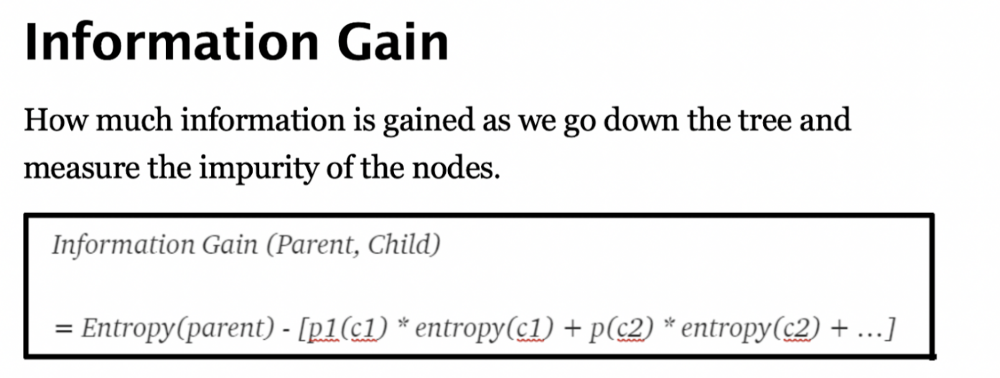 Information Gain
How much information is gained as we go down the tree and
measure the impurity of the nodes.
Information Gain (Parent, Child)
= Entropy(parent) - [p1(c1) * entropy(c1) + p(c2) * entropy(c2) + ...]